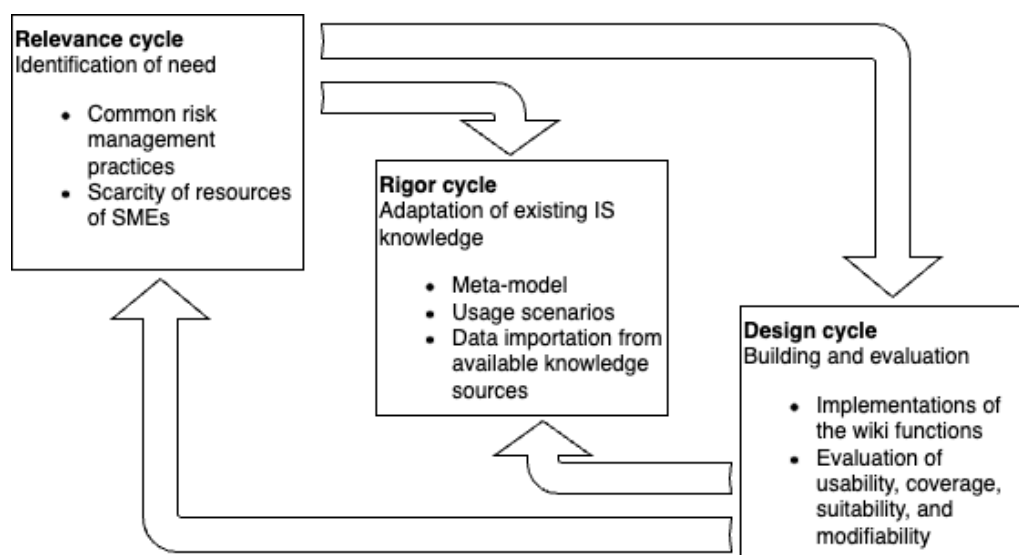 Relevance cycle
Identification of need
• Common risk
management
practices
• Scarcity of resources
of SMEs
Rigor cycle
Adaptation of existing IS
knowledge
• Meta-model
• Usage scenarios
• Data importation from
available knowledge
sources
Design cycle
Building and evaluation
• Implementations of
the wiki functions
• Evaluation of
usability, coverage,
suitability, and
modifiability